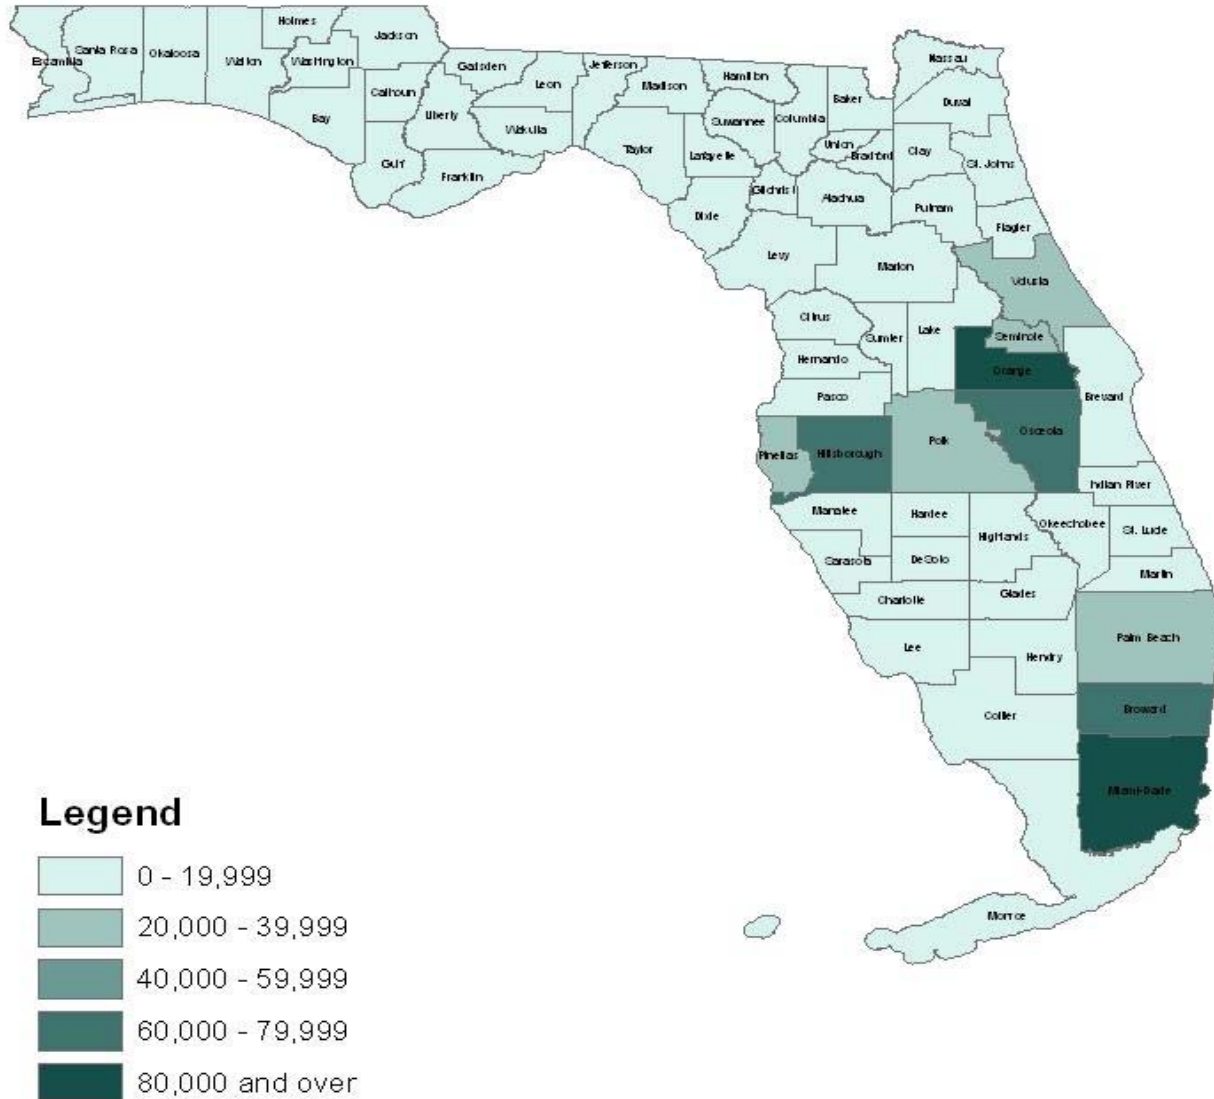 Holmes
Jackson
Santa Rosa
Okaloosa
Walton
Washington
Escambia
Gadsden
Jefferson
Leon
Madison
Hamilton
Nassau
Calhoun
Baker
Duval
Bay
Liberty
Wakulla
Suwannee
Columbia
Taylor
Lafayette
Union
Bradford
Clay
St. Johns
Gulf
Franklin
Gilchrist
Alachua
Putnam
Dixie
Flagler
Levy
Marion
Volusia
Citrus
Sumter
Lake
Seminole
Hernando
Orange
Pasco
Brevard
Pinellas
Hillsborough
Polk
Osceola
Indian River
Manatee
Hardee
Highlands
Okeechobee
St. Lucie
Sarasota
DeSoto
Martin
Charlotte
Glades
Lee
Hendry
Palm Beach
Collier
Broward
Miami-Dade
Monroe
Legend
0 - 19,999
20,000 - 39,999
40,000 - 59,999
60,000 - 79,999
80,000 and over